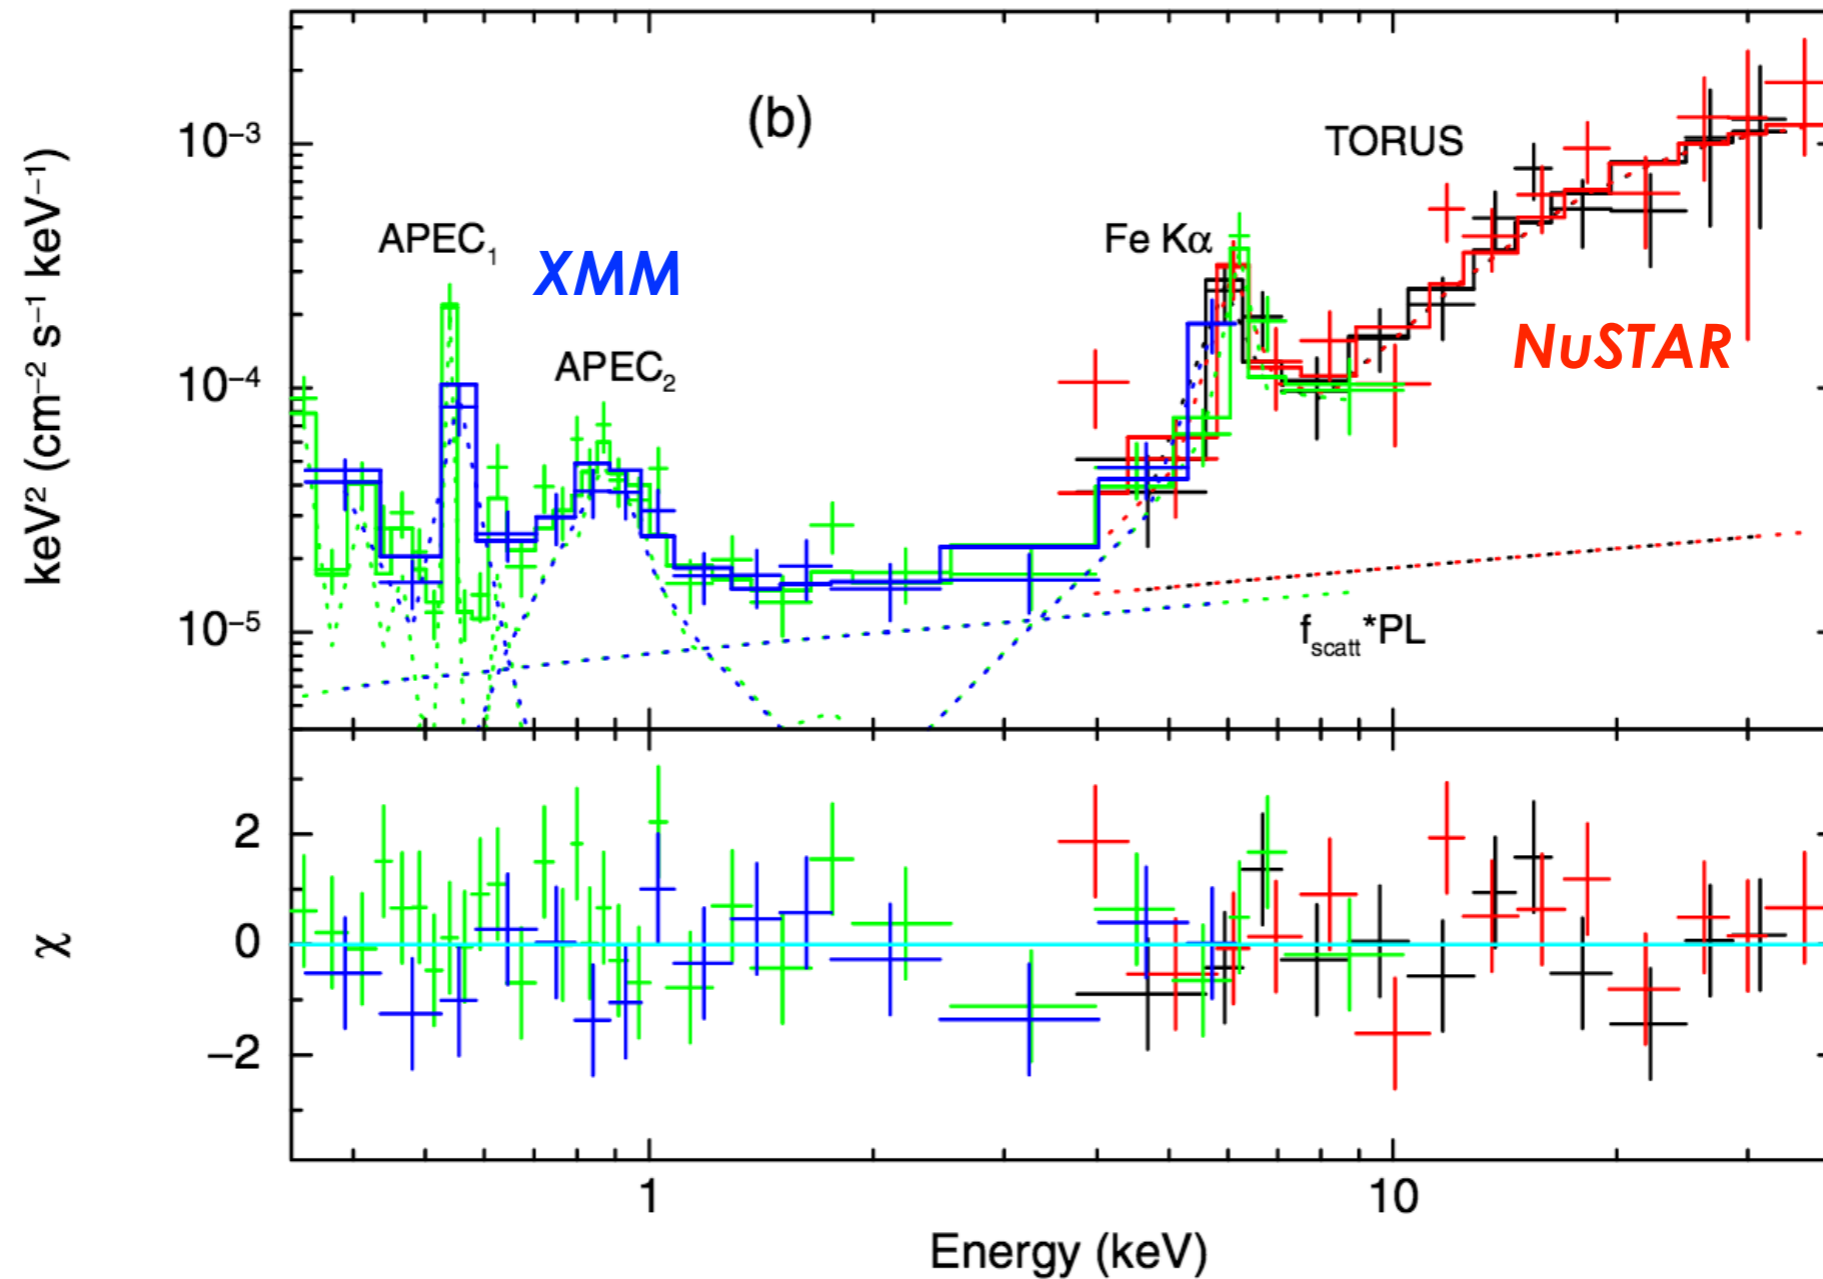 (b)
keV² (cm⁻² s⁻¹ keV⁻¹)
10⁻³
10⁻⁴
10⁻⁵
APEC₁
XMM
APEC₂
Fe Kα
TORUS
NuSTAR
fscatt*PL
χ
2
0
−2
1
10
Energy (keV)